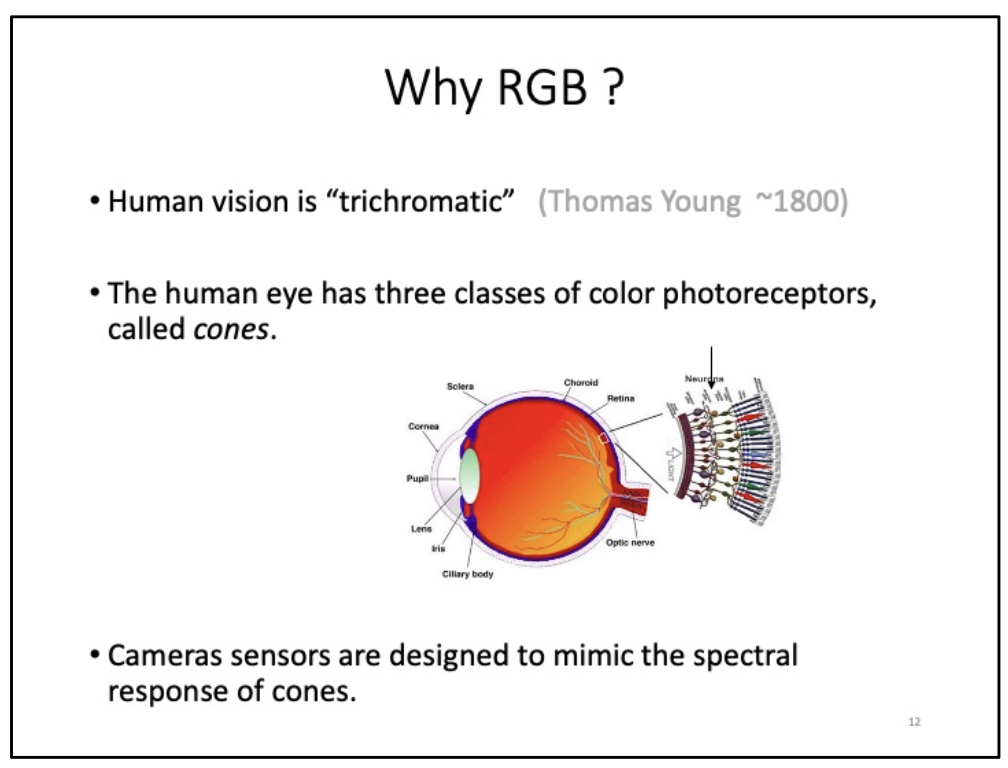 Why RGB ?
• Human vision is “trichromatic” (Thomas Young ~1800)
• The human eye has three classes of color photoreceptors,
called cones.
Sclera
Choroid
Retina
Cornea
Pupil
Lens
Iris
Ciliary body
Optic nerve
Neurons
LIGHT
• Cameras sensors are designed to mimic the spectral
response of cones.
12